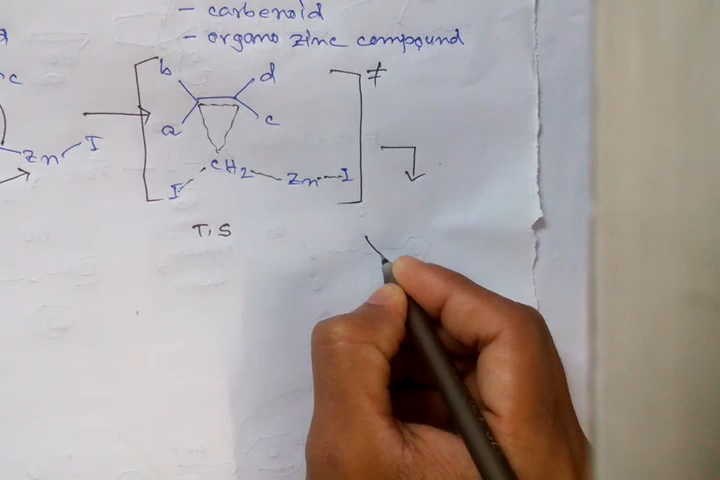 - carbenoid
- organo zinc compound
b d ≠
a c
Zn I
CH2
I Zn I
T.S